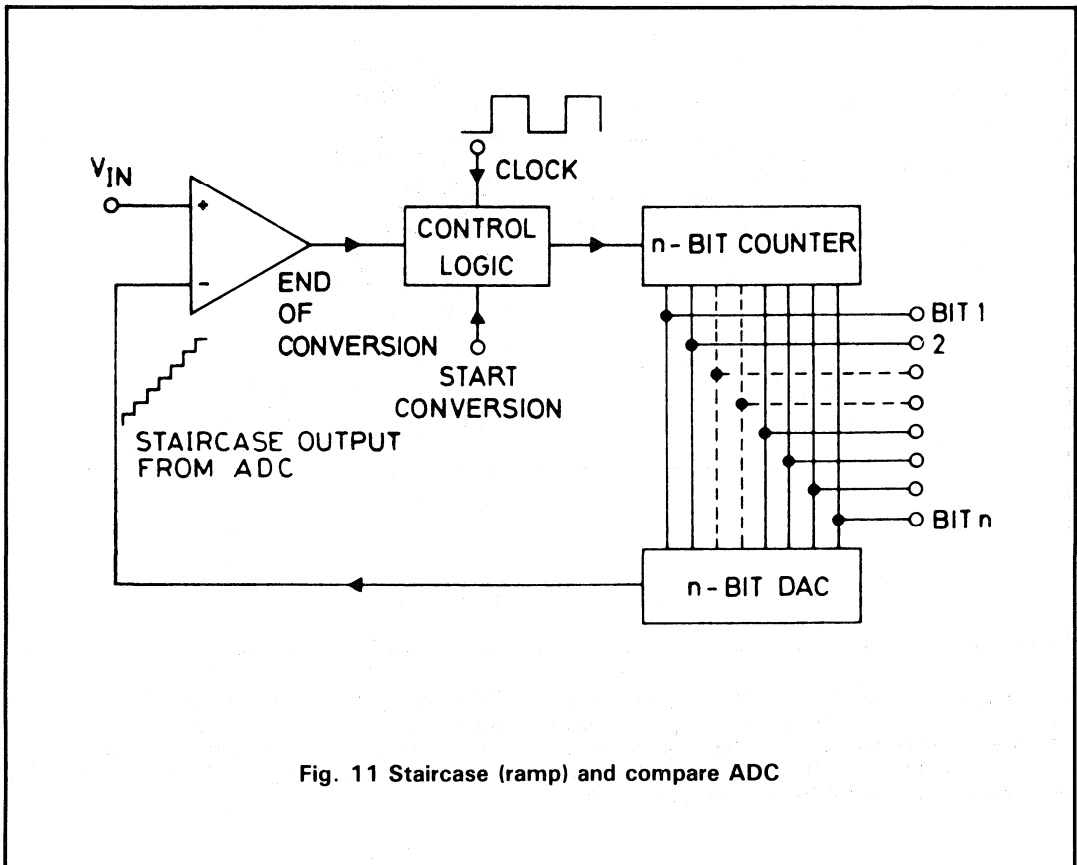 CLOCK
V_IN
+
-
CONTROL
LOGIC
n-BIT COUNTER
END
OF
CONVERSION
START
CONVERSION
STAIRCASE OUTPUT
FROM ADC
BIT 1
2
BIT n
n-BIT DAC
Fig. 11 Staircase (ramp) and compare ADC